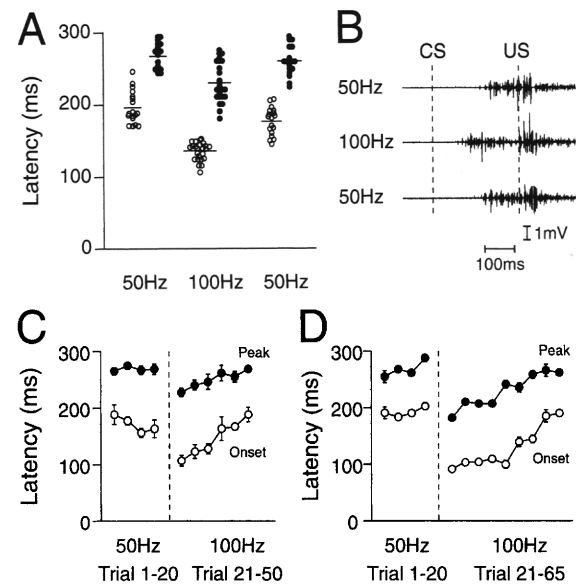 A
Latency (ms)
300
200
100
0
50Hz 100Hz 50Hz
B
CS US
50Hz
100Hz
50Hz
1mV
100ms
C
Latency (ms)
300
200
100
0
Peak
Onset
50Hz 100Hz
Trial 1-20 Trial 21-50
D
Latency (ms)
300
200
100
0
Peak
Onset
50Hz 100Hz
Trial 1-20 Trial 21-65